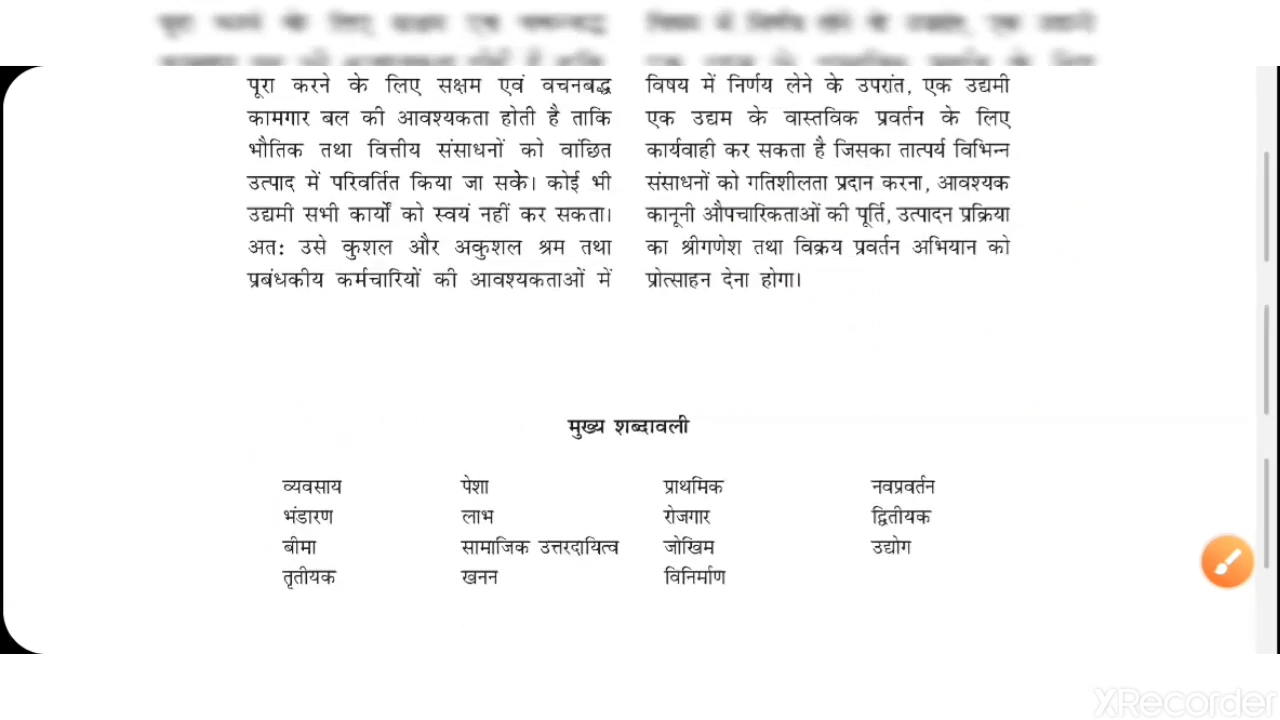 पूरा करने के लिए सक्षम एवं वचनबद्ध
कामगार बल की आवश्यकता होती है ताकि
भौतिक तथा वित्तीय संसाधनों को वांछित
उत्पाद में परिवर्तित किया जा सके। कोई भी
उद्यमी सभी कार्यों को स्वयं नहीं कर सकता।
अत: उसे कुशल और अकुशल श्रम तथा
प्रबंधकीय कर्मचारियों की आवश्यकताओं में
विषय में निर्णय लेने के उपरांत, एक उद्यमी
एक उद्यम के वास्तविक प्रवर्तन के लिए
कार्यवाही कर सकता है जिसका तात्पर्य विभिन्न
संसाधनों को गतिशीलता प्रदान करना, आवश्यक
कानूनी औपचारिकताओं की पूर्ति, उत्पादन प्रक्रिया
का श्रीगणेश तथा विक्रय प्रवर्तन अभियान को
प्रोत्साहन देना होगा।
मुख्य शब्दावली
व्यवसाय पेशा प्राथमिक नवप्रवर्तन
भंडारण लाभ रोजगार द्वितीयक
बीमा सामाजिक उत्तरदायित्व जोखिम उद्योग
तृतीयक खनन विनिर्माण
XRecorder